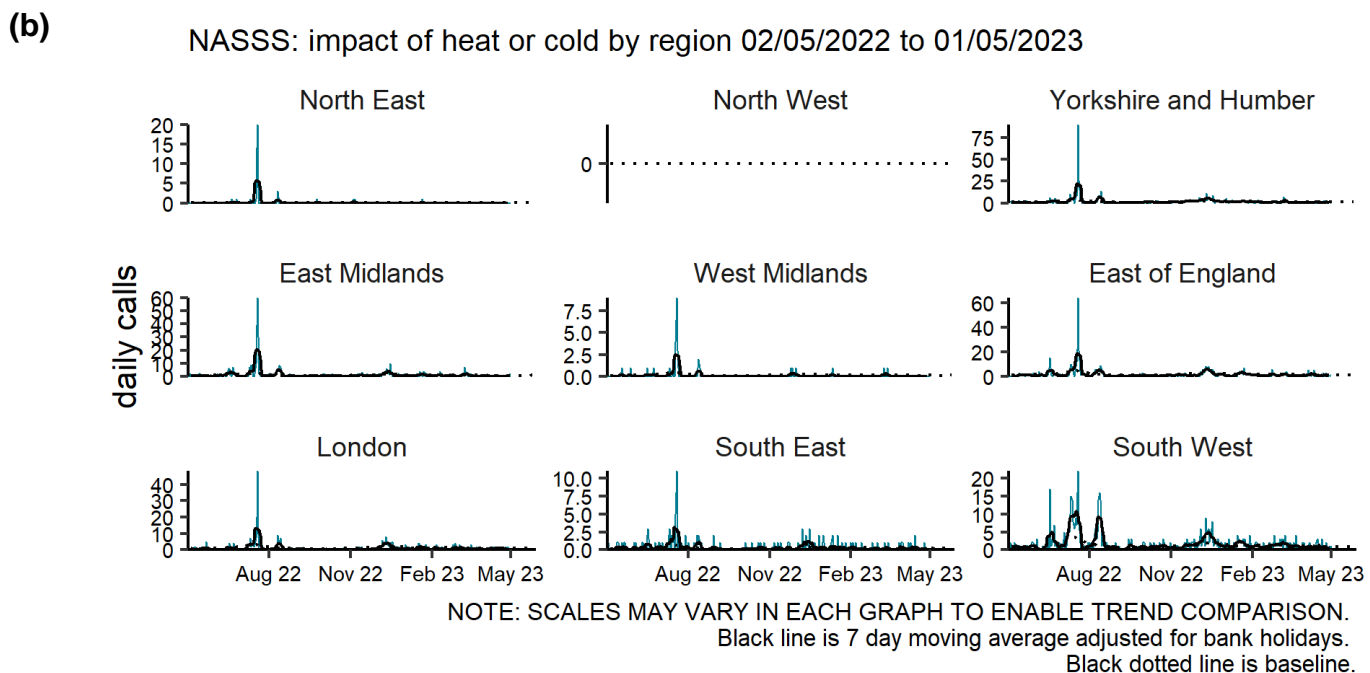 (b)
NASSS: impact of heat or cold by region 02/05/2022 to 01/05/2023
North East
North West
Yorkshire and Humber
20
15
10
5
0
0
75
50
25
0
East Midlands
West Midlands
East of England
daily calls
60
50
40
30
20
10
0
7.5
5.0
2.5
0.0
60
40
20
0
London
South East
South West
40
30
20
10
0
10.0
7.5
5.0
2.5
0.0
20
15
10
5
0
Aug 22 Nov 22 Feb 23 May 23
Aug 22 Nov 22 Feb 23 May 23
Aug 22 Nov 22 Feb 23 May 23
NOTE: SCALES MAY VARY IN EACH GRAPH TO ENABLE TREND COMPARISON.
Black line is 7 day moving average adjusted for bank holidays.
Black dotted line is baseline.